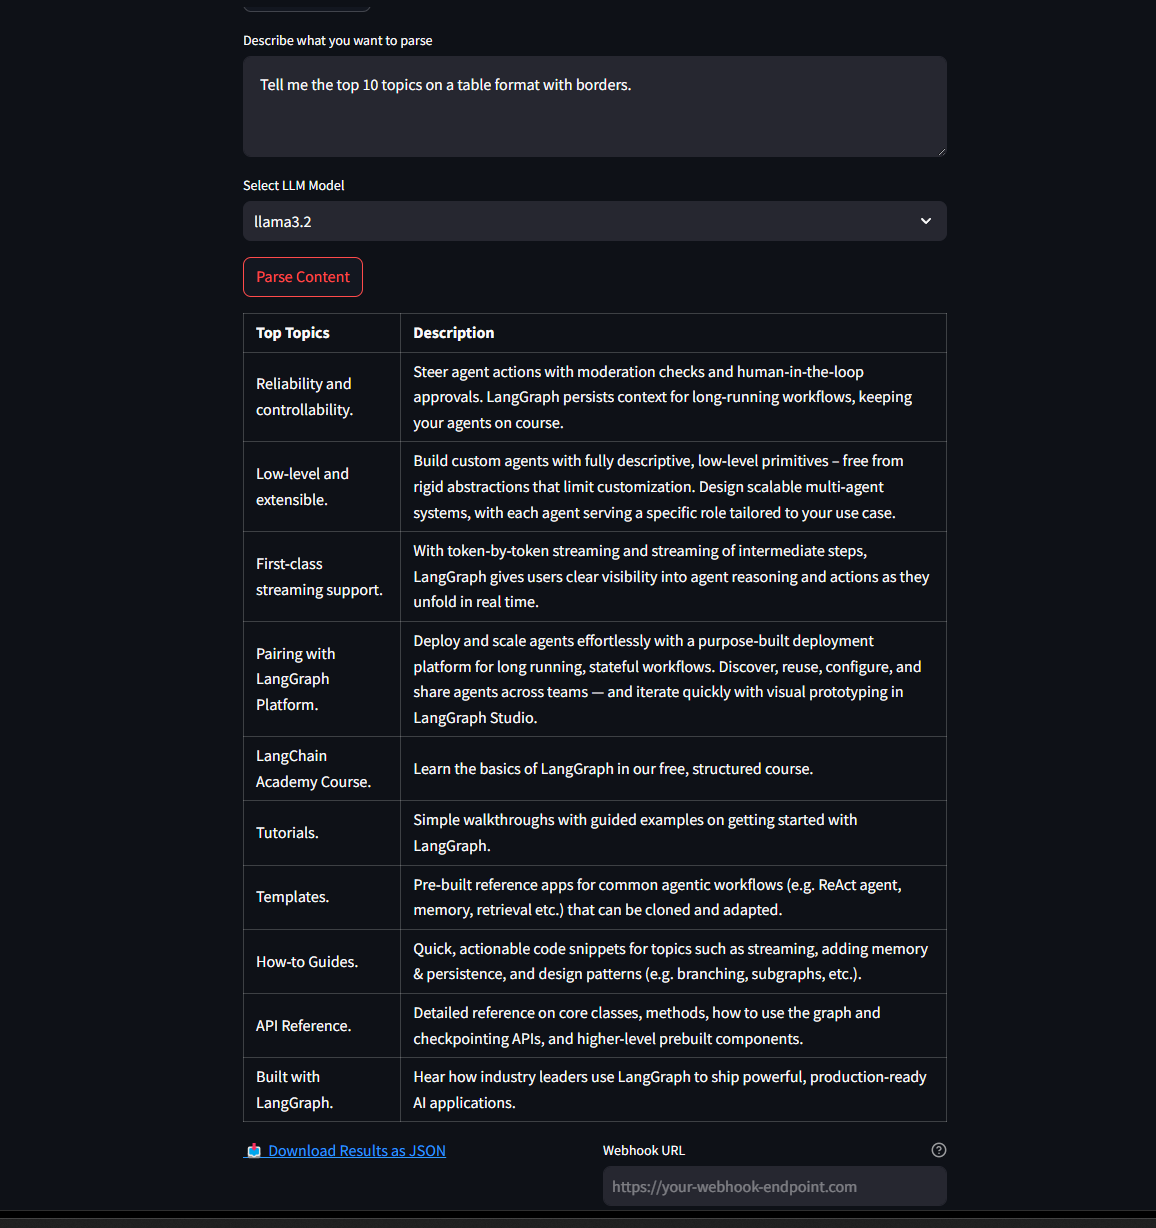 Describe what you want to parse
Tell me the top 10 topics on a table format with borders.
Select LLM Model
llama3.2
Parse Content
Top Topics
Description
Reliability and
controllability.
Steer agent actions with moderation checks and human-in-the-loop
approvals. LangGraph persists context for long-running workflows, keeping
your agents on course.
Low-level and
extensible.
Build custom agents with fully descriptive, low-level primitives – free from
rigid abstractions that limit customization. Design scalable multi-agent
systems, with each agent serving a specific role tailored to your use case.
First-class
streaming support.
With token-by-token streaming and streaming of intermediate steps,
LangGraph gives users clear visibility into agent reasoning and actions as they
unfold in real time.
Pairing with
LangGraph
Platform.
Deploy and scale agents effortlessly with a purpose-built deployment
platform for long running, stateful workflows. Discover, reuse, configure, and
share agents across teams — and iterate quickly with visual prototyping in
LangGraph Studio.
LangChain
Academy Course.
Learn the basics of LangGraph in our free, structured course.
Tutorials.
Simple walkthroughs with guided examples on getting started with
LangGraph.
Templates.
Pre-built reference apps for common agentic workflows (e.g. ReAct agent,
memory, retrieval etc.) that can be cloned and adapted.
How-to Guides.
Quick, actionable code snippets for topics such as streaming, adding memory
& persistence, and design patterns (e.g. branching, subgraphs, etc.).
API Reference.
Detailed reference on core classes, methods, how to use the graph and
checkpointing APIs, and higher-level prebuilt components.
Built with
LangGraph.
Hear how industry leaders use LangGraph to ship powerful, production-ready
AI applications.
Download Results as JSON
Webhook URL
https://your-webhook-endpoint.com